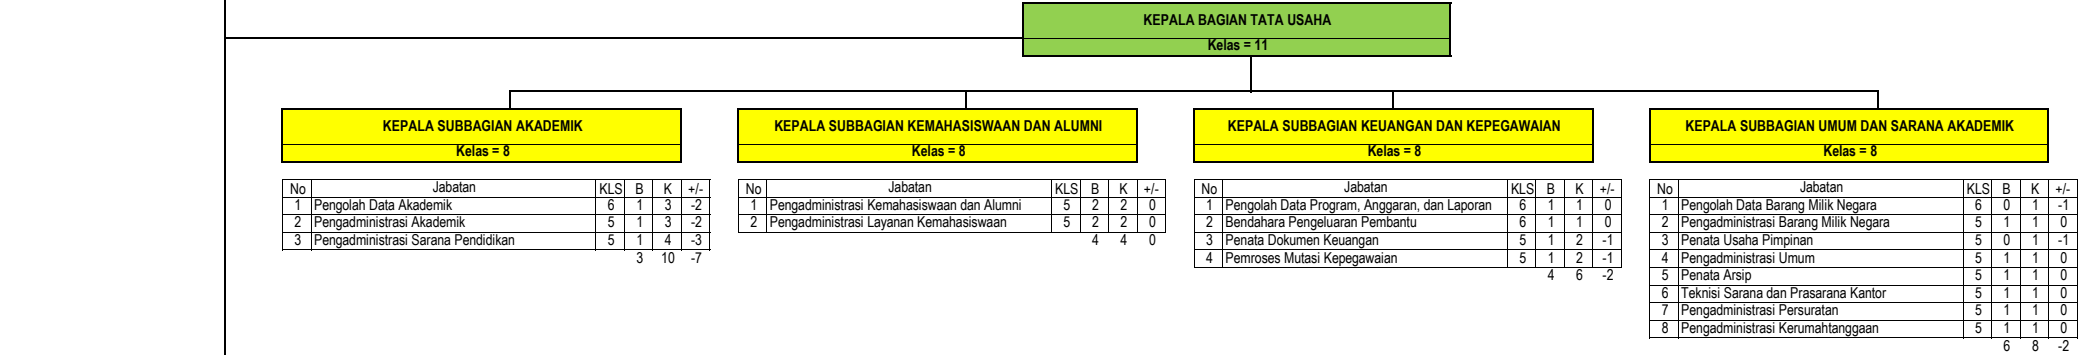 KEPALA BAGIAN TATA USAHA
Kelas = 11
KEPALA SUBBAGIAN AKADEMIK
Kelas = 8
No Jabatan KLS B K +/-
1 Pengolah Data Akademik 6 1 3 -2
2 Pengadministrasi Akademik 5 1 3 -2
3 Pengadministrasi Sarana Pendidikan 5 1 4 -3
3 10 -7
KEPALA SUBBAGIAN KEMAHASISWAAN DAN ALUMNI
Kelas = 8
No Jabatan KLS B K +/-
1 Pengadministrasi Kemahasiswaan dan Alumni 5 2 2 0
2 Pengadministrasi Layanan Kemahasiswaan 5 2 2 0
4 4 0
KEPALA SUBBAGIAN KEUANGAN DAN KEPEGAWAIAN
Kelas = 8
No Jabatan KLS B K +/-
1 Pengolah Data Program, Anggaran, dan Laporan 6 1 1 0
2 Bendahara Pengeluaran Pembantu 6 1 1 0
3 Penata Dokumen Keuangan 5 1 2 -1
4 Pemroses Mutasi Kepegawaian 5 1 2 -1
4 6 -2
KEPALA SUBBAGIAN UMUM DAN SARANA AKADEMIK
Kelas = 8
No Jabatan KLS B K +/-
1 Pengolah Data Barang Milik Negara 6 0 1 -1
2 Pengadministrasi Barang Milik Negara 5 1 1 0
3 Penata Usaha Pimpinan 5 0 1 -1
4 Pengadministrasi Umum 5 1 1 0
5 Penata Arsip 5 1 1 0
6 Teknisi Sarana dan Prasarana Kantor 5 1 1 0
7 Pengadministrasi Persuratan 5 1 1 0
8 Pengadministrasi Kerumahtanggaan 5 1 1 0
6 8 -2